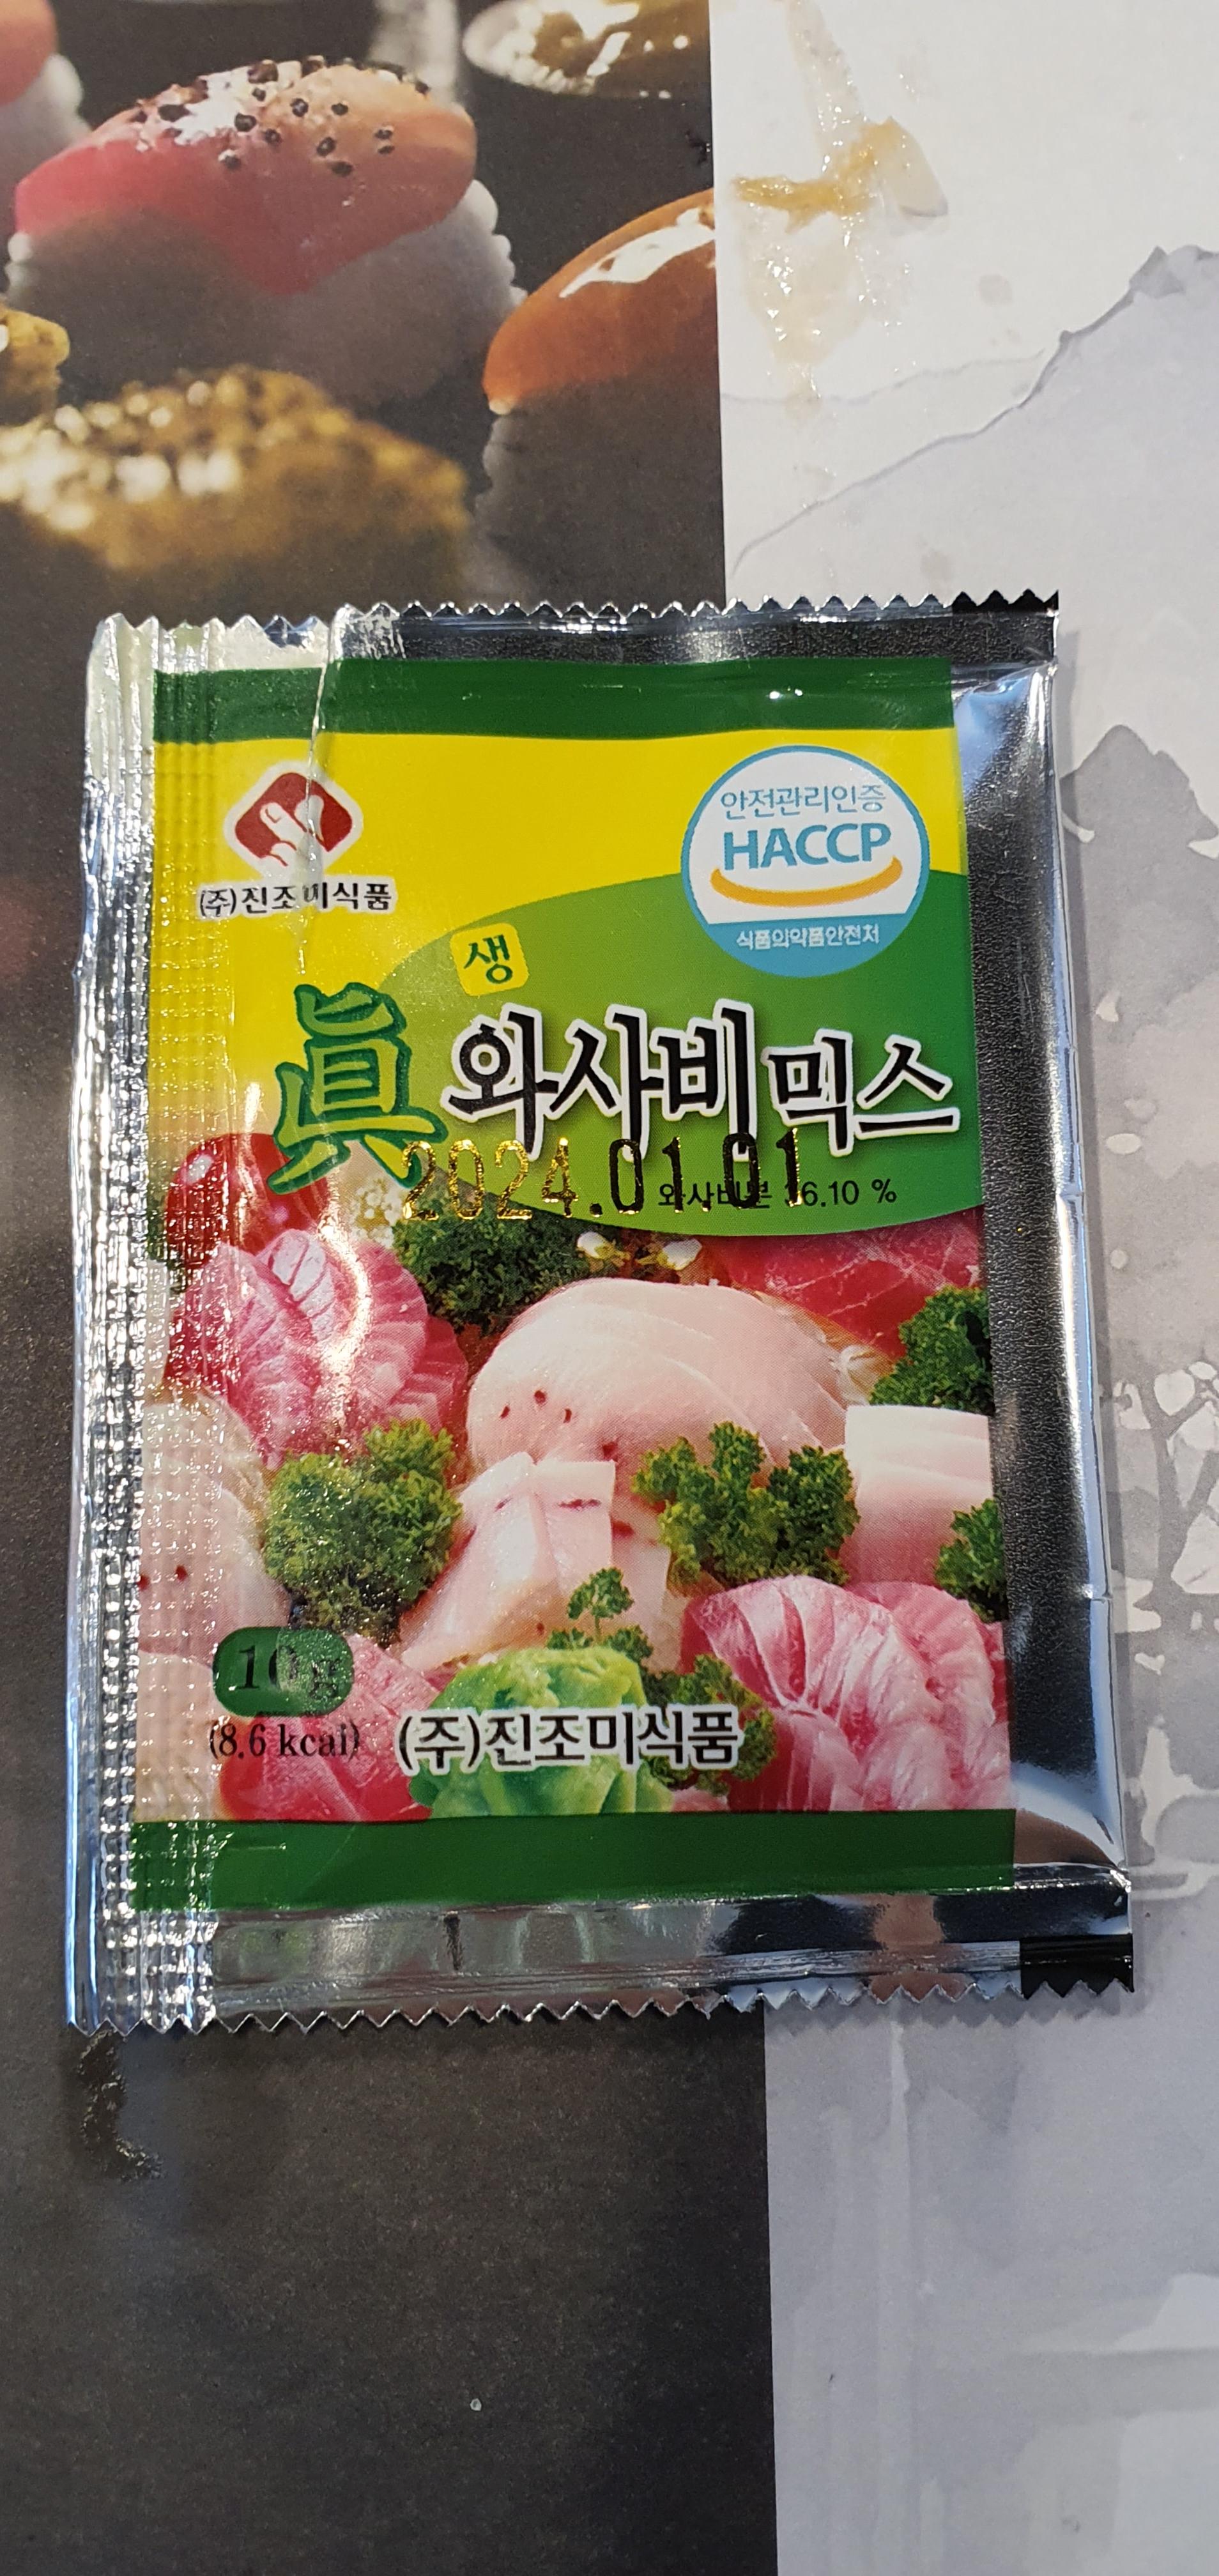 안전관리인증
HACCP
식품의약품안전처
(주)진조미식품
생
眞 와사비믹스
2024.01.01
6.10 %
10g
(8.6 kcal)
(주)진조미식품